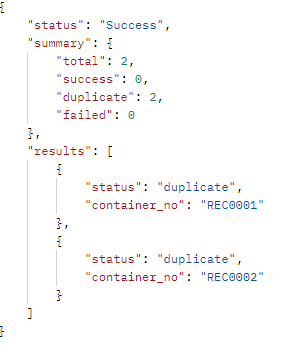 {
    "status": "Success",
    "summary": {
        "total": 2,
        "success": 0,
        "duplicate": 2,
        "failed": 0
    },
    "results": [
        {
            "status": "duplicate",
            "container_no": "REC0001"
        },
        {
            "status": "duplicate",
            "container_no": "REC0002"
        }
    ]
}